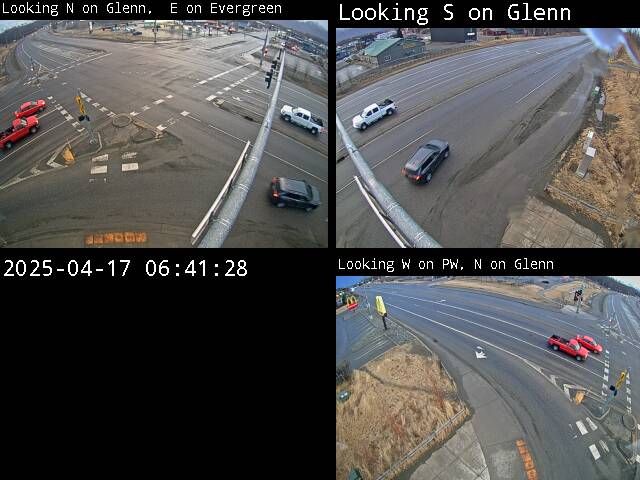 Looking N on Glenn,  E on Evergreen
Looking S on Glenn
2025-04-17 06:41:28
Looking W on PW, N on Glenn